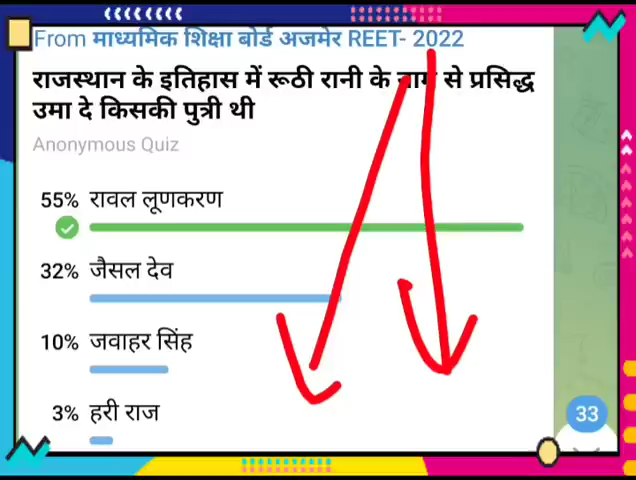 From माध्यमिक शिक्षा बोर्ड अजमेर REET- 2022
राजस्थान के इतिहास में रूठी रानी के नाम से प्रसिद्ध
उमा दे किसकी पुत्री थी
Anonymous Quiz
55% रावल लूणकरण
32% जैसल देव
10% जवाहर सिंह
3% हरी राज
33